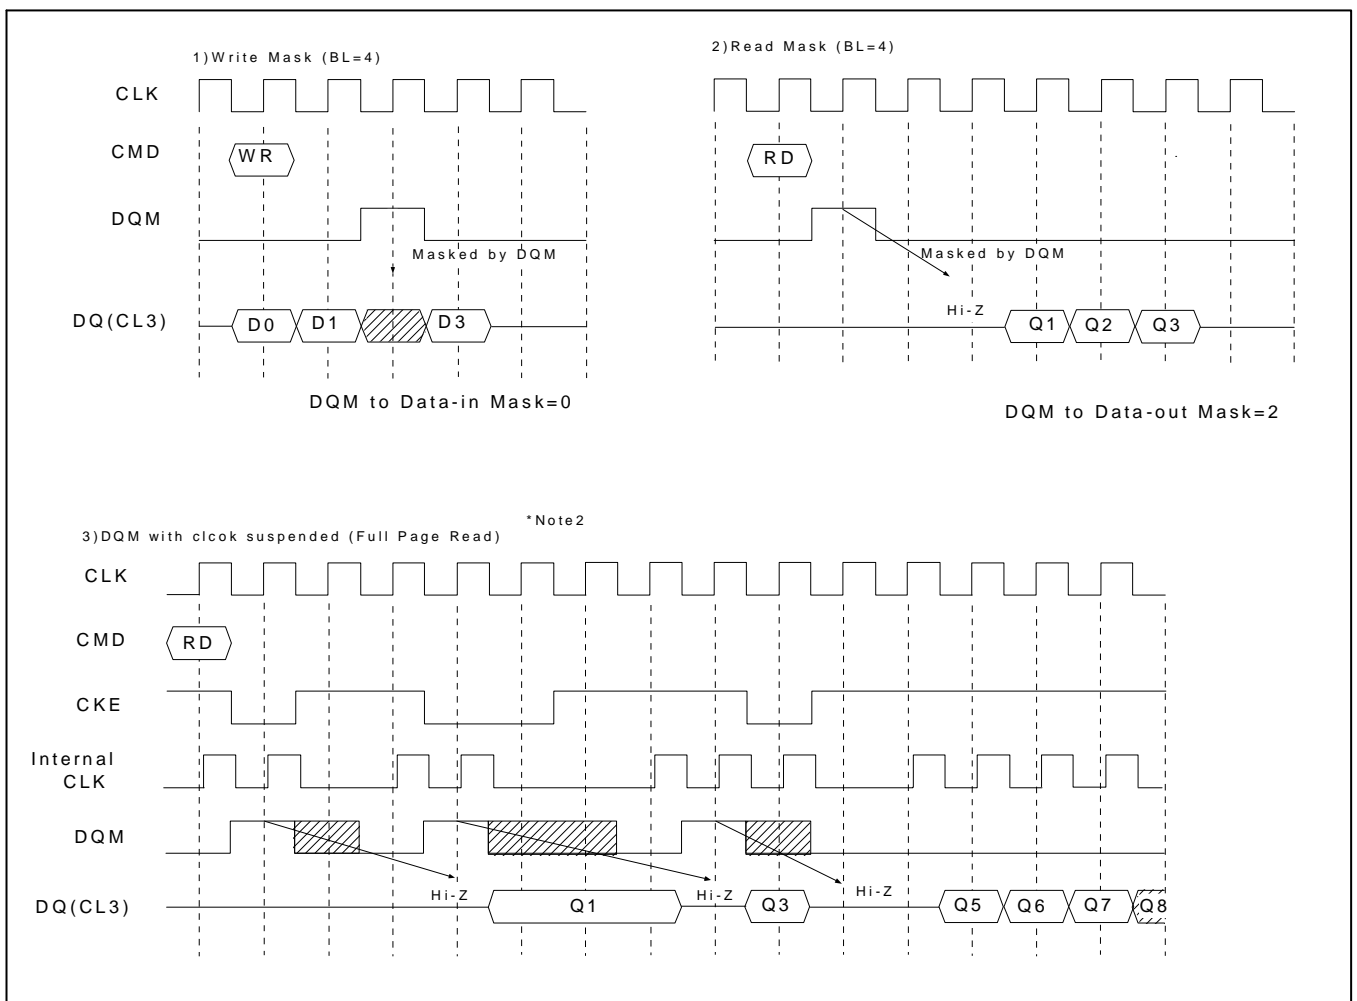 1)Write Mask (BL=4)
CLK
CMD
WR
DQM
Masked by DQM
DQ(CL3)
D0
D1
D3
DQM to Data-in Mask=0
2)Read Mask (BL=4)
RD
Masked by DQM
Hi-Z
Q1
Q2
Q3
DQM to Data-out Mask=2
*Note2
3)DQM with clcok suspended (Full Page Read)
CLK
CMD
RD
CKE
Internal
CLK
DQM
DQ(CL3)
Hi-Z
Q1
Hi-Z
Q3
Hi-Z
Q5
Q6
Q7
Q8